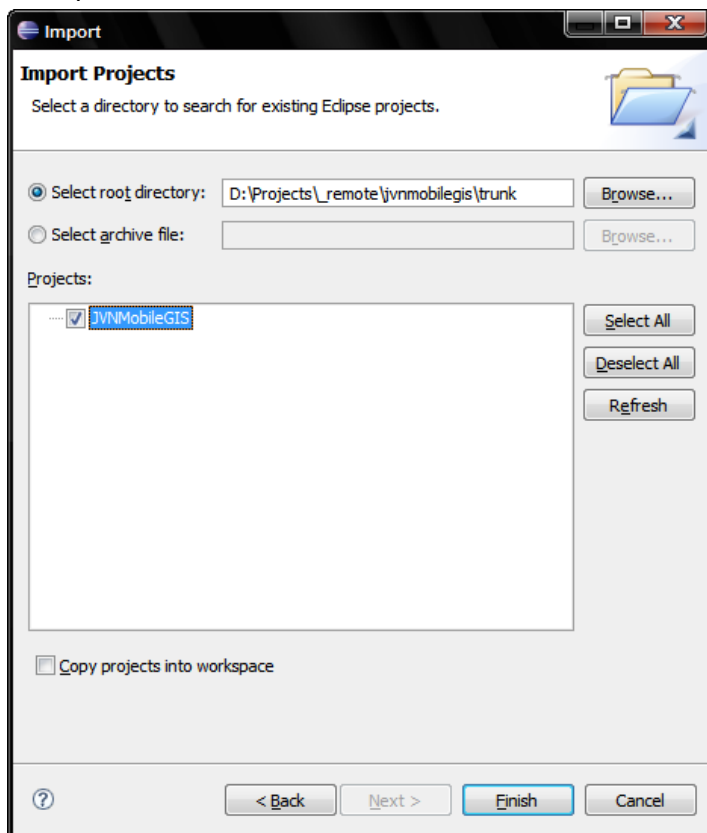 Import
Import Projects
Select a directory to search for existing Eclipse projects.
Select root directory: D:\Projects\_remote\jvnmobilegis\trunk Browse...
Select archive file: Browse...
Projects:
JVNMobileGIS
Select All
Deselect All
Refresh
Copy projects into workspace
? < Back Next > Finish Cancel